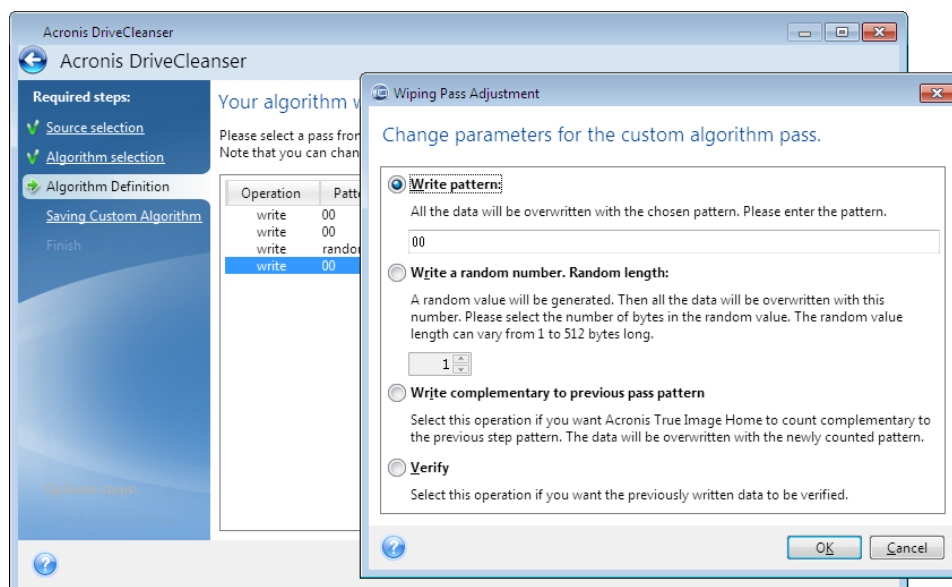 Acronis DriveCleanser
Acronis DriveCleanser
Required steps:
Source selection
Algorithm selection
Algorithm Definition
Saving Custom Algorithm
Finish
Your algorithm
Please select a pass from
Note that you can chan
Operation Patte
write 00
write 00
write rando
write 00
Wiping Pass Adjustment
Change parameters for the custom algorithm pass.
Write pattern:
All the data will be overwritten with the chosen pattern. Please enter the pattern.
00
Write a random number. Random length:
A random value will be generated. Then all the data will be overwritten with this
number. Please select the number of bytes in the random value. The random value
length can vary from 1 to 512 bytes long.
1
Write complementary to previous pass pattern
Select this operation if you want Acronis True Image Home to count complementary to
the previous step pattern. The data will be overwritten with the newly counted pattern.
Verify
Select this operation if you want the previously written data to be verified.
OK
Cancel